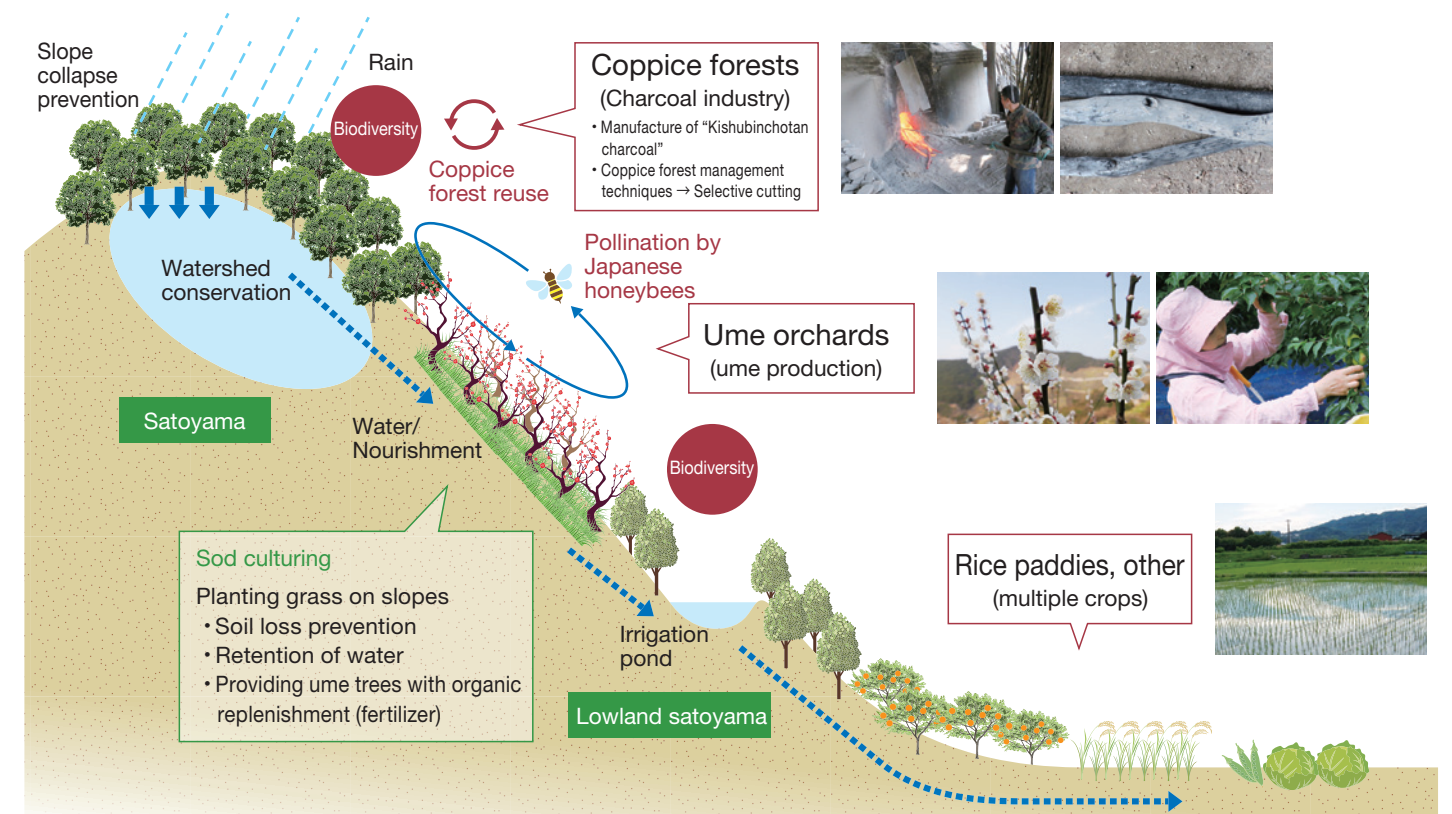 Slope
collapse
prevention
Rain
Biodiversity
Coppice
forest reuse
Coppice forests
(Charcoal industry)
・Manufacture of “Kishubinchotan
charcoal”
・Coppice forest management
techniques → Selective cutting
Watershed
conservation
Pollination by
Japanese
honeybees
Ume orchards
(ume production)
Satoyama
Water/
Nourishment
Biodiversity
Sod culturing
Planting grass on slopes
・Soil loss prevention
・Retention of water
・Providing ume trees with organic
replenishment (fertilizer)
Irrigation
pond
Lowland satoyama
Rice paddies, other
(multiple crops)